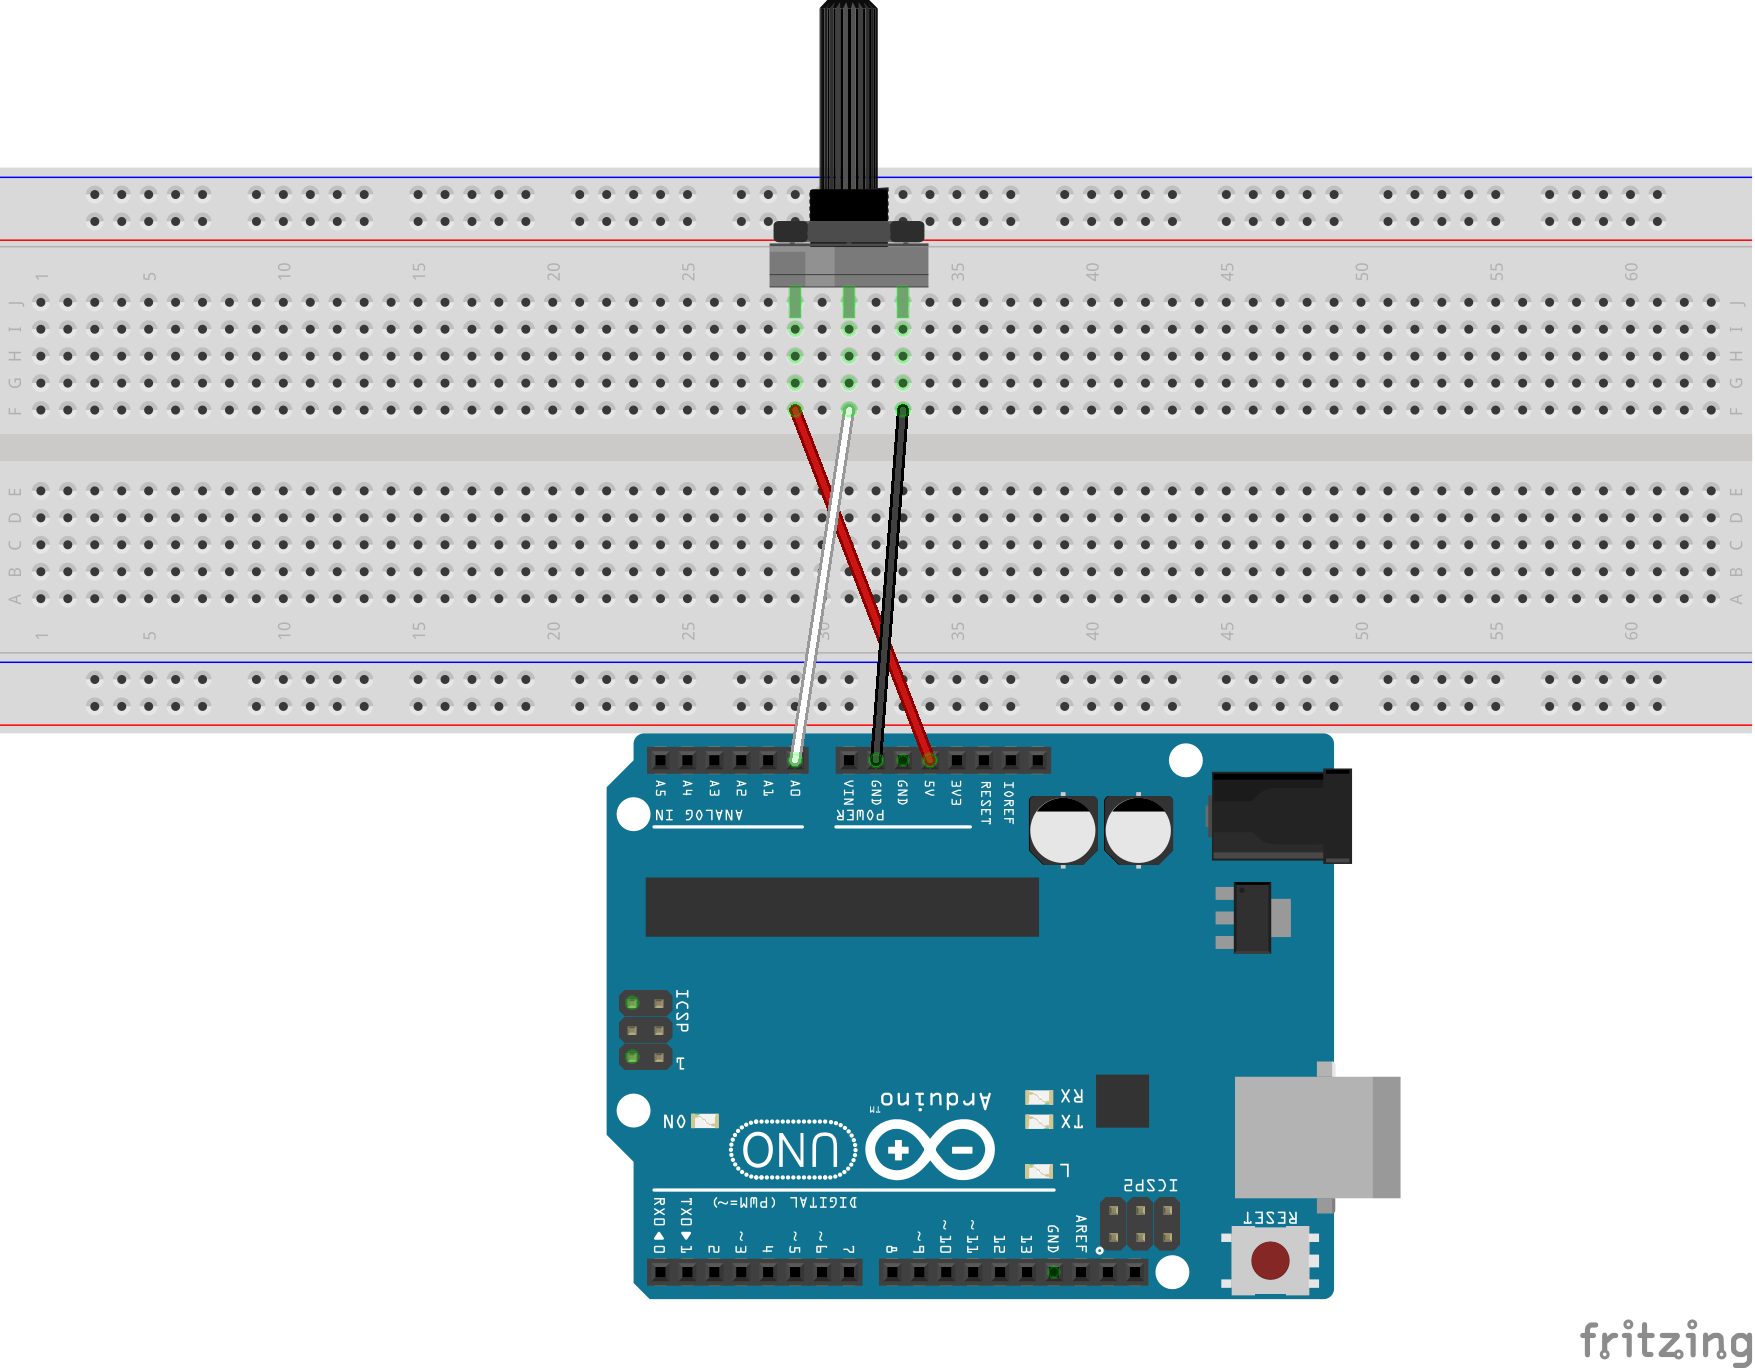 1 5 10 15 20 25 35 40 45 50 55 60
J J
I I
H H
G G
F F
E E
D D
C C
B B
A A
1 5 10 15 20 25 30 35 40 45 50 55 60
A5 A4 A3 A2 A1 A0 VIN GND GND 5V 3V3 RESET IOREF
ANALOG IN POWER
ICSP
1
Arduino
TM
RX
ON
TX
UNO
L
ICSP2
DIGITAL (PWM=~)
RESET
RX0 ◀ 0 TX0 ▶ 1 2 ~3 4 ~5 ~6 7 8 ~9 ~10 ~11 12 13 GND AREF
fritzing